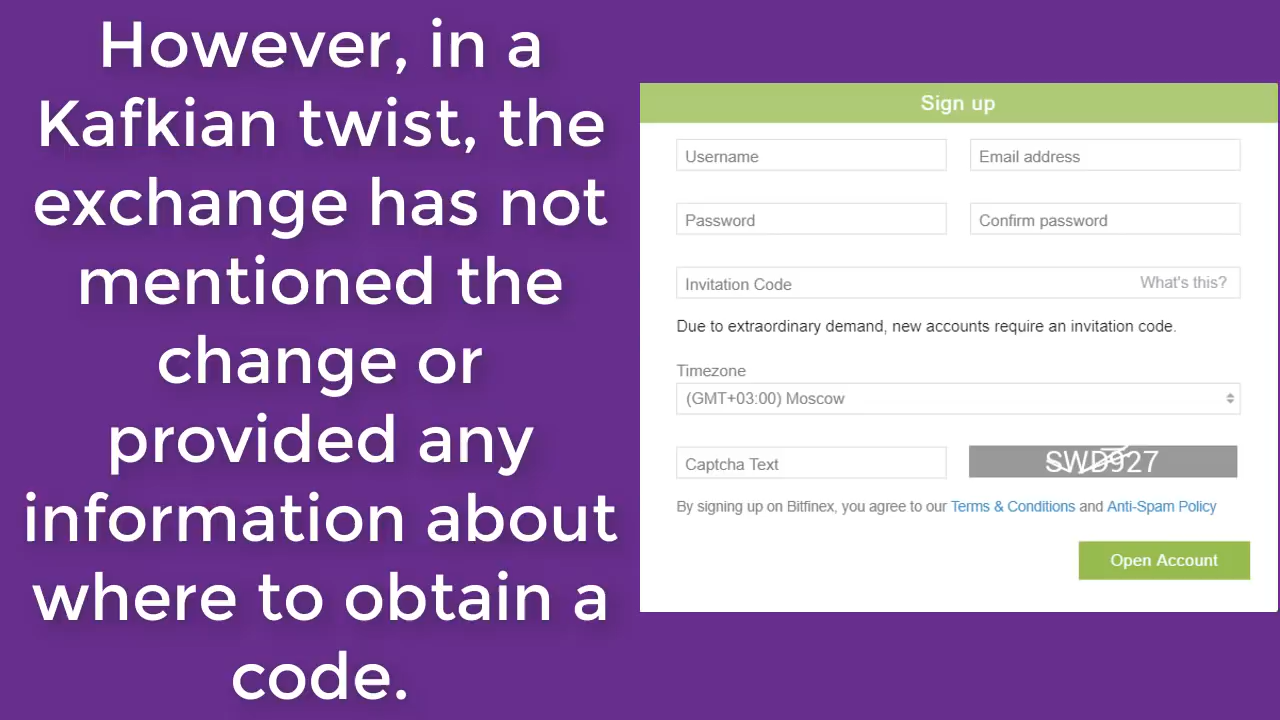 However, in a
Kafkian twist, the
exchange has not
mentioned the
change or
provided any
information about
where to obtain a
code.
Sign up
Username
Email address
Password
Confirm password
Invitation Code
What's this?
Due to extraordinary demand, new accounts require an invitation code.
Timezone
(GMT+03:00) Moscow
Captcha Text
SWD927
By signing up on Bitfinex, you agree to our Terms & Conditions and Anti-Spam Policy
Open Account